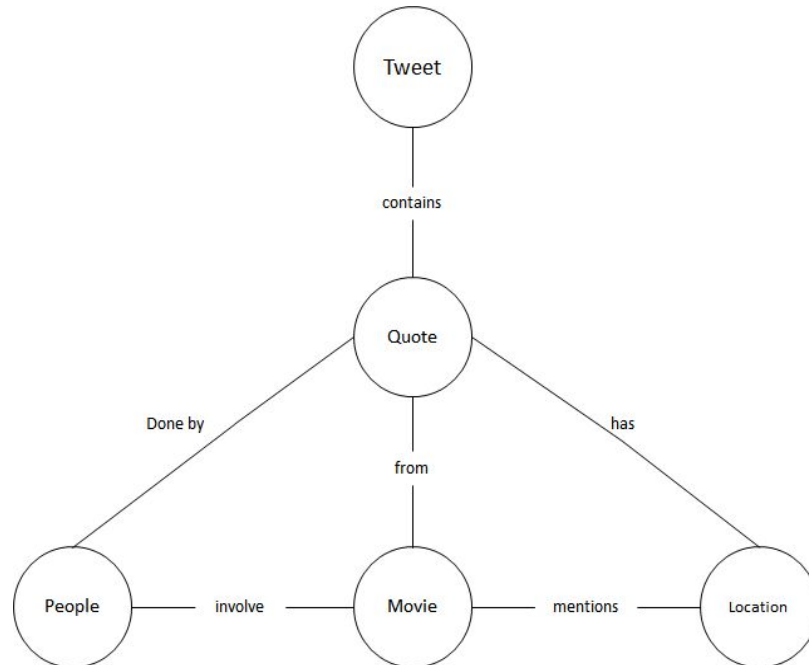 Tweet
contains
Quote
Done by
has
from
People
involve
Movie
mentions
Location